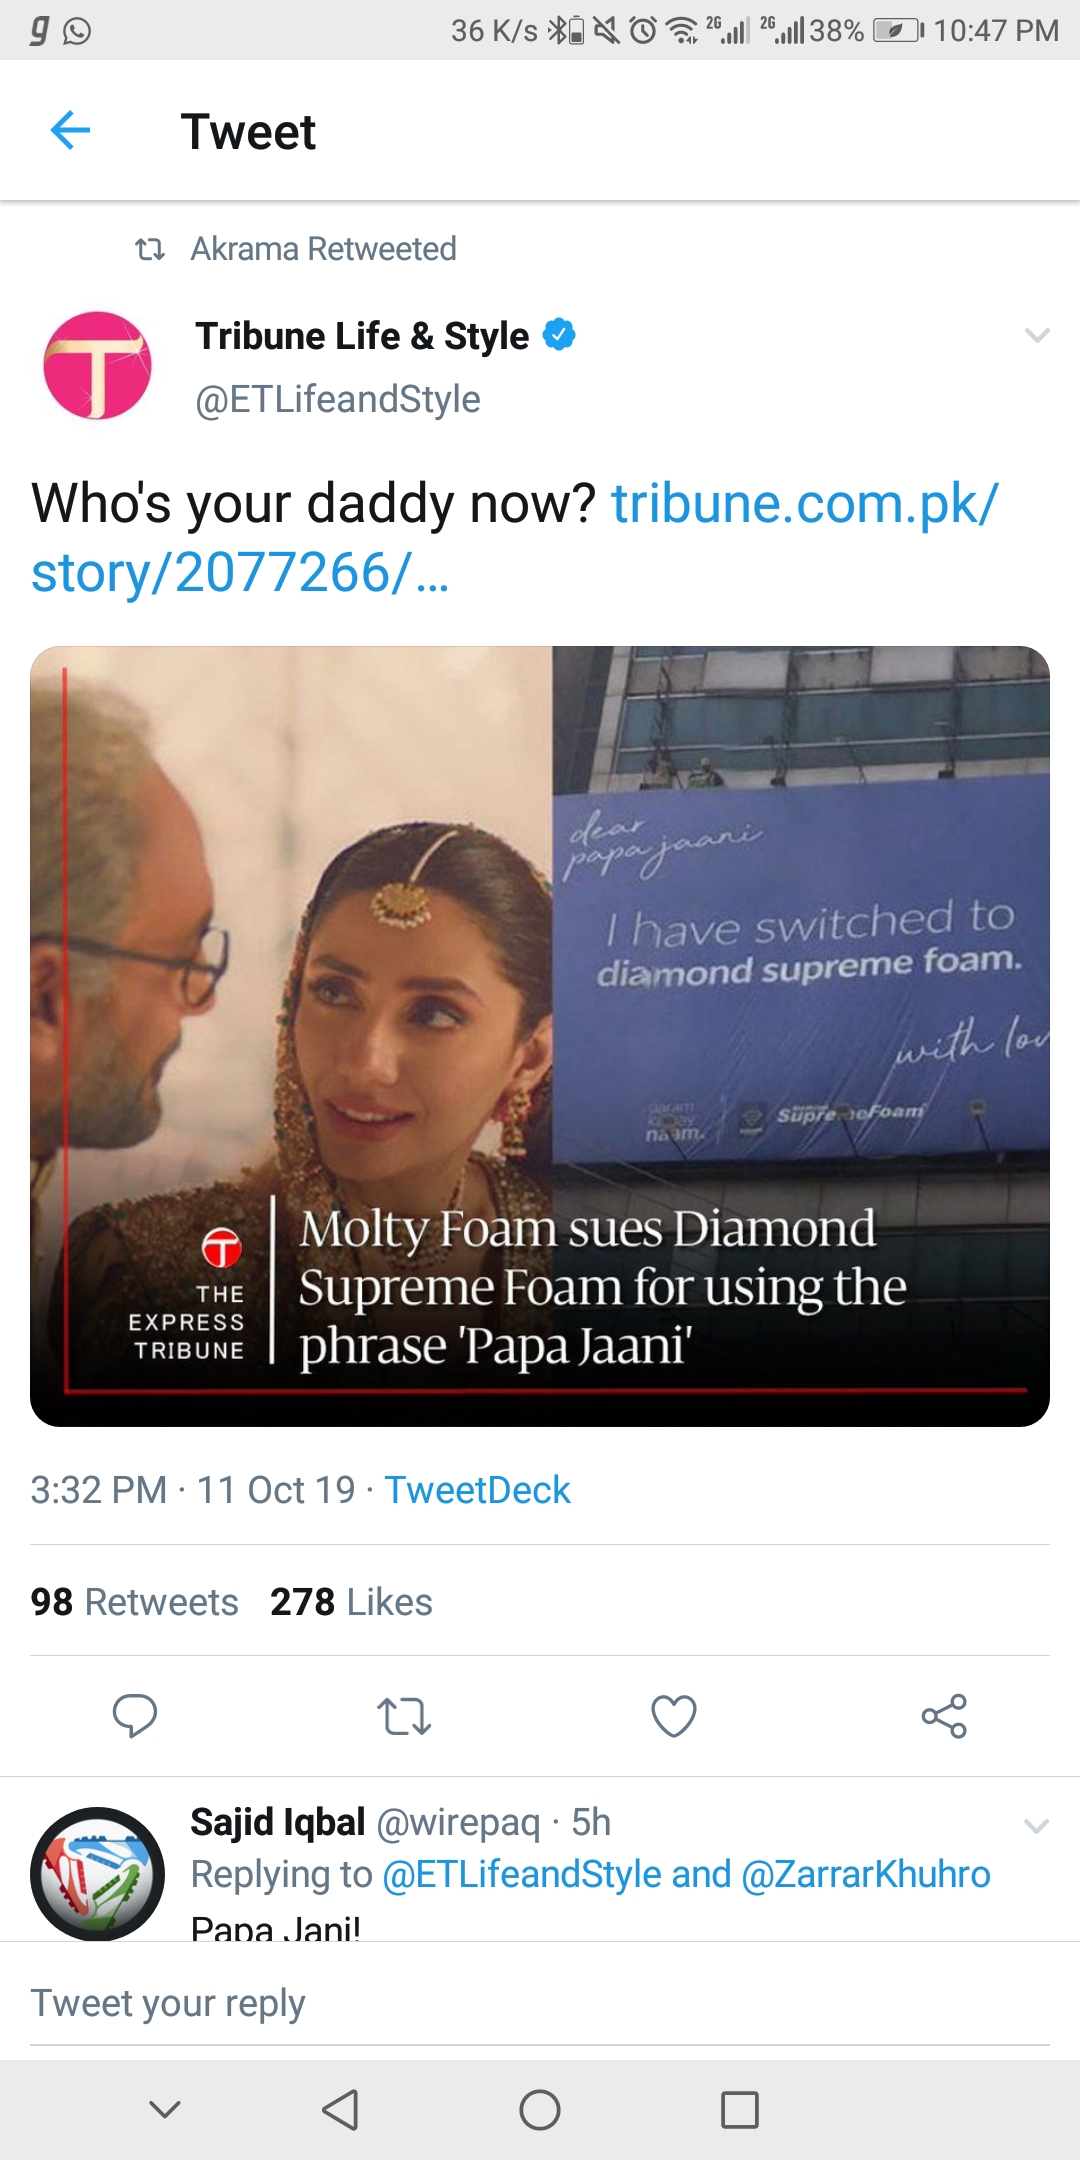 36 K/s 2G 2G 38% 10:47 PM
Tweet
Akrama Retweeted
Tribune Life & Style
@ETLifeandStyle
Who's your daddy now? tribune.com.pk/
story/2077266/...
dear
papa jaani
I have switched to
diamond supreme foam.
with lov
naam.
SupremeFoam
THE
EXPRESS
TRIBUNE
Molty Foam sues Diamond
Supreme Foam for using the
phrase 'Papa Jaani'
3:32 PM · 11 Oct 19 · TweetDeck
98 Retweets 278 Likes
Sajid Iqbal @wirepaq · 5h
Replying to @ETLifeandStyle and @ZarrarKhuhro
Papa Jani!
Tweet your reply